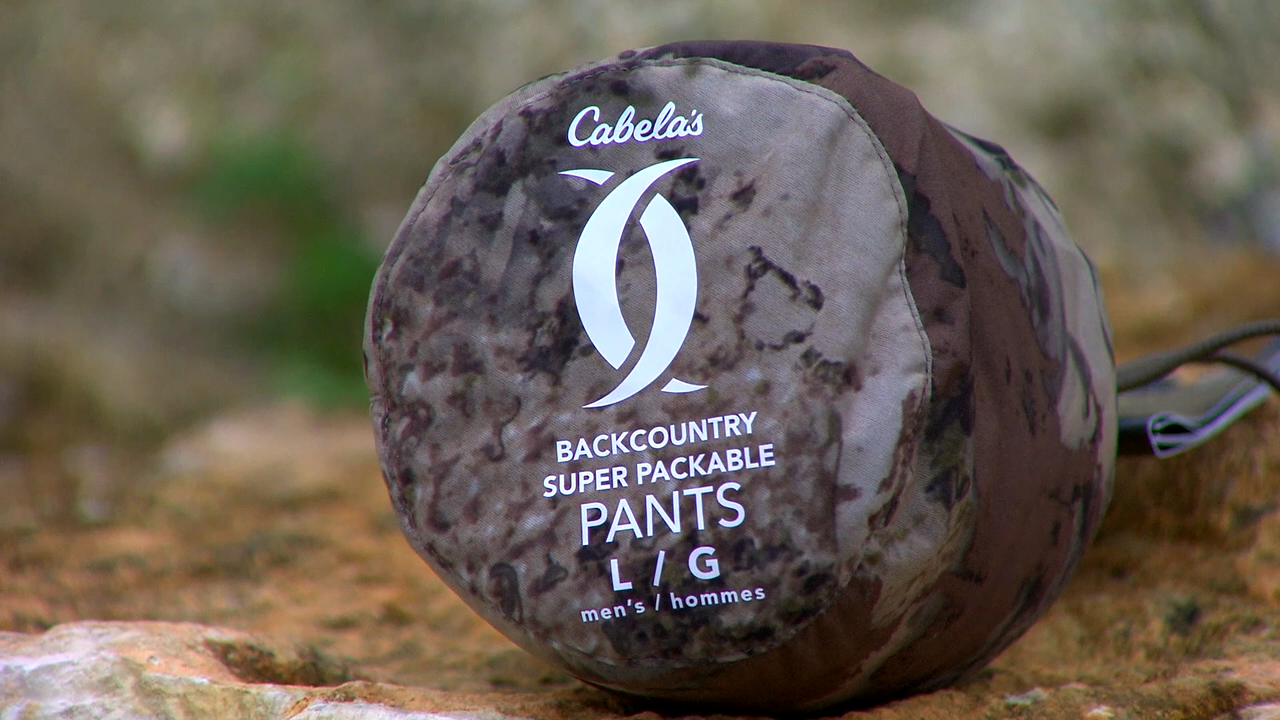 Cabela's
BACKCOUNTRY
SUPER PACKABLE
PANTS
L / G
men's / hommes